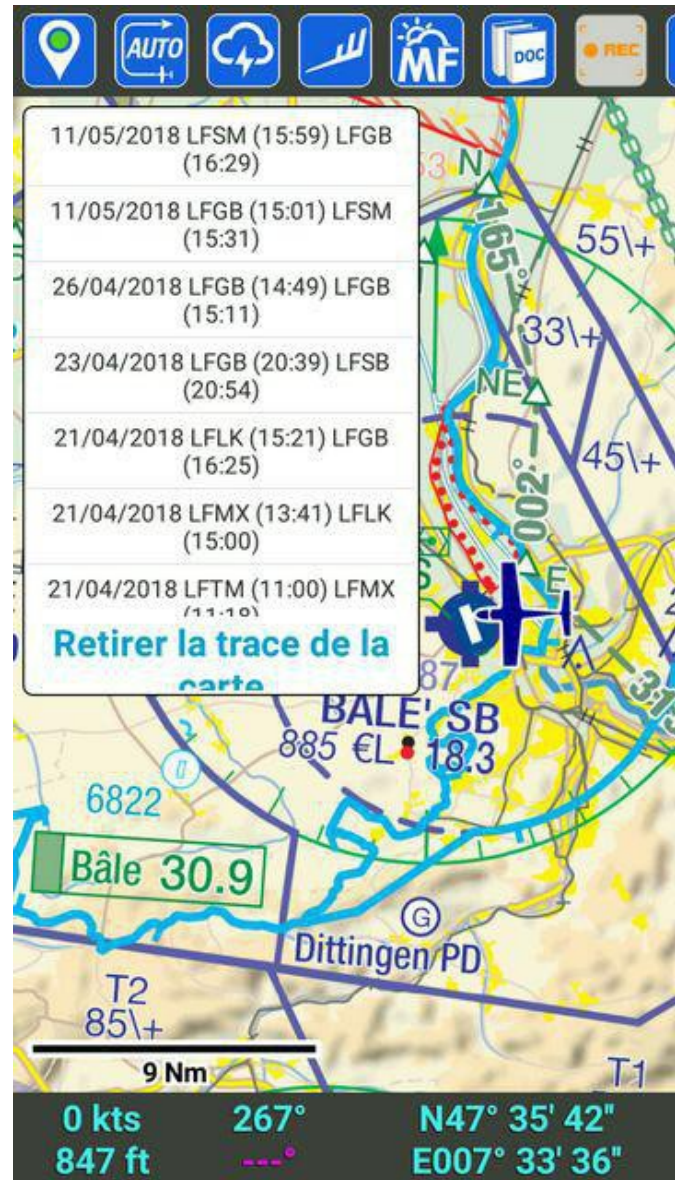 AUTO
MF
DOC
REC
11/05/2018 LFSM (15:59) LFGB
(16:29)
11/05/2018 LFGB (15:01) LFSM
(15:31)
26/04/2018 LFGB (14:49) LFGB
(15:11)
23/04/2018 LFGB (20:39) LFSB
(20:54)
21/04/2018 LFLK (15:21) LFGB
(16:25)
21/04/2018 LFMX (13:41) LFLK
(15:00)
21/04/2018 LFTM (11:00) LFMX
(11:18)
Retirer la trace de la
carte
N
165°
55\+
33\+
NE
45\+
002°
E
S
87
315
BALE' SB
885 €L 18.3
6822
Bâle 30.9
G
Dittingen PD
T2
85\+
T1
9 Nm
0 kts 267° N47° 35' 42"
847 ft ---° E007° 33' 36"